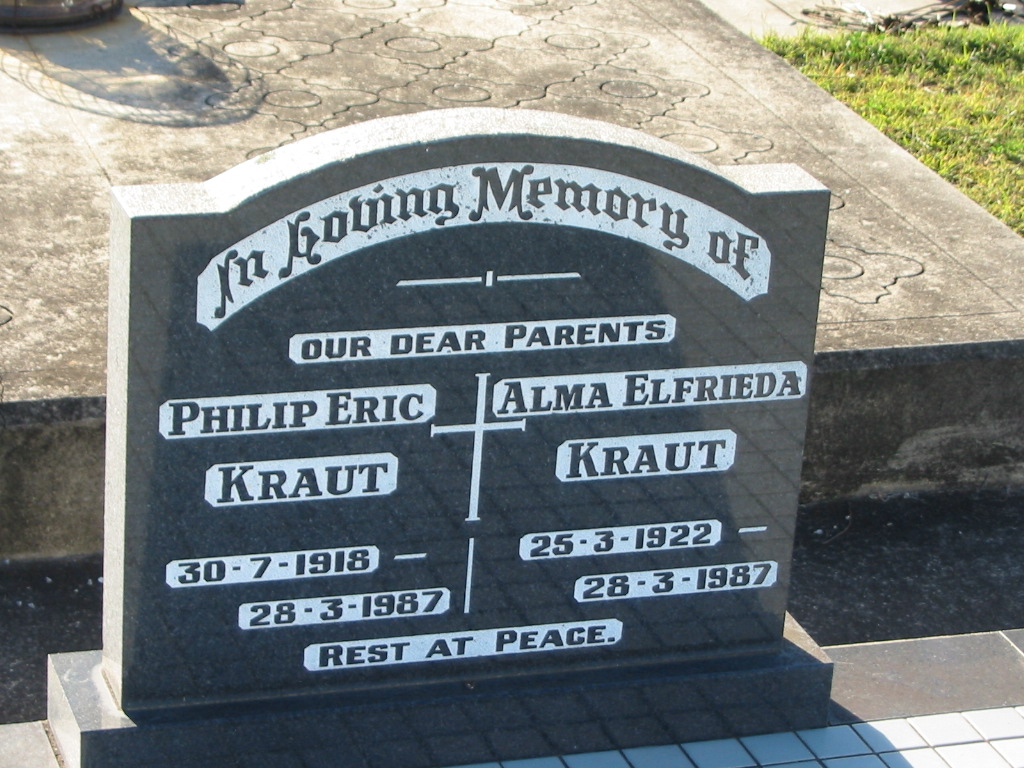 In Loving Memory of
OUR DEAR PARENTS
PHILIP ERIC
KRAUT
30-7-1918 –
28-3-1987
ALMA ELFRIEDA
KRAUT
25-3-1922 –
28-3-1987
REST AT PEACE.